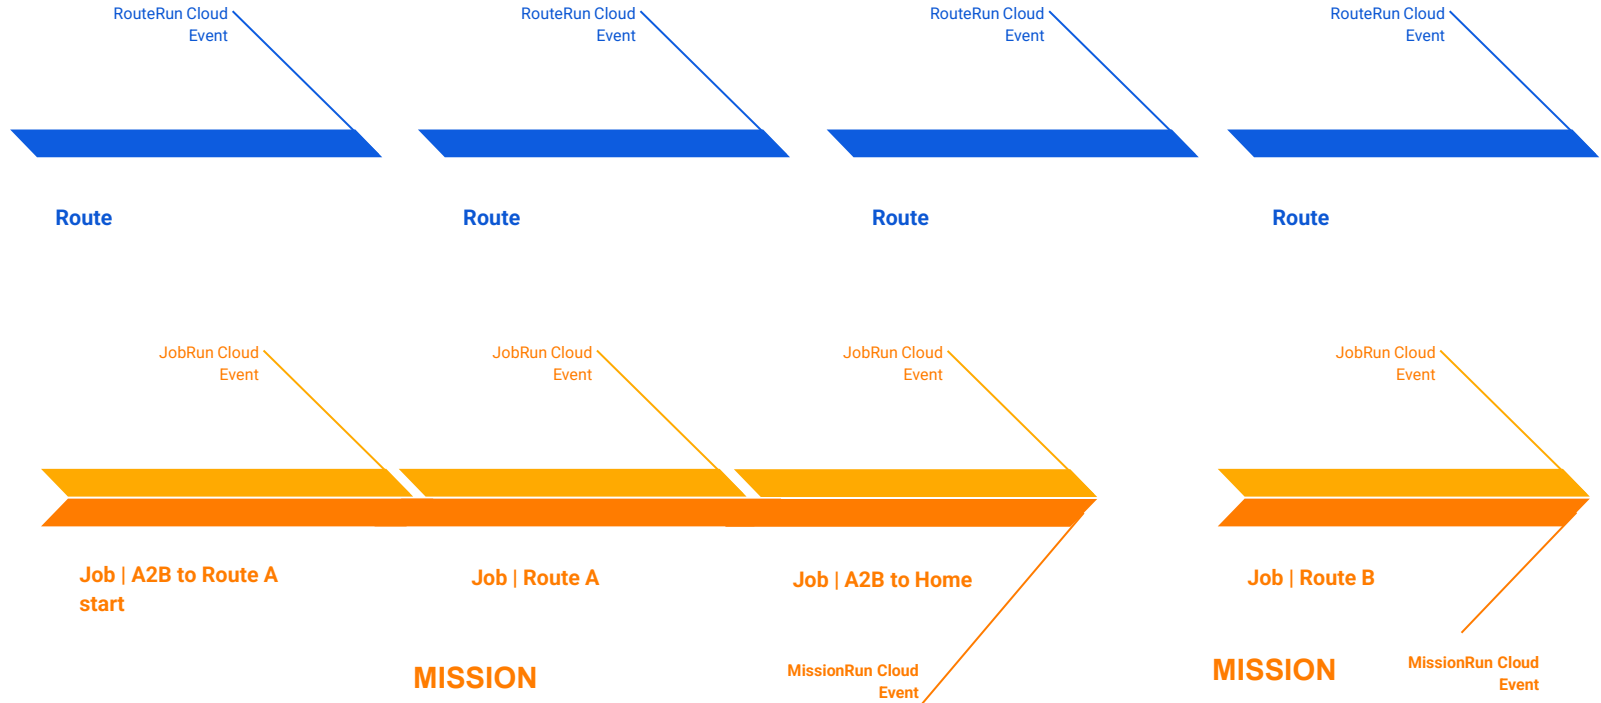 RouteRun Cloud
Event
RouteRun Cloud
Event
RouteRun Cloud
Event
RouteRun Cloud
Event
Route
Route
Route
Route
JobRun Cloud
Event
JobRun Cloud
Event
JobRun Cloud
Event
JobRun Cloud
Event
Job | A2B to Route A
start
Job | Route A
Job | A2B to Home
Job | Route B
MISSION
MissionRun Cloud
Event
MISSION
MissionRun Cloud
Event